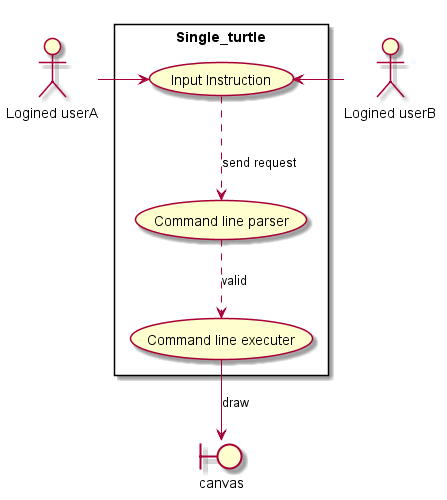 Single_turtle
Input Instruction
Logined userA
Logined userB
send request
Command line parser
valid
Command line executer
draw
canvas